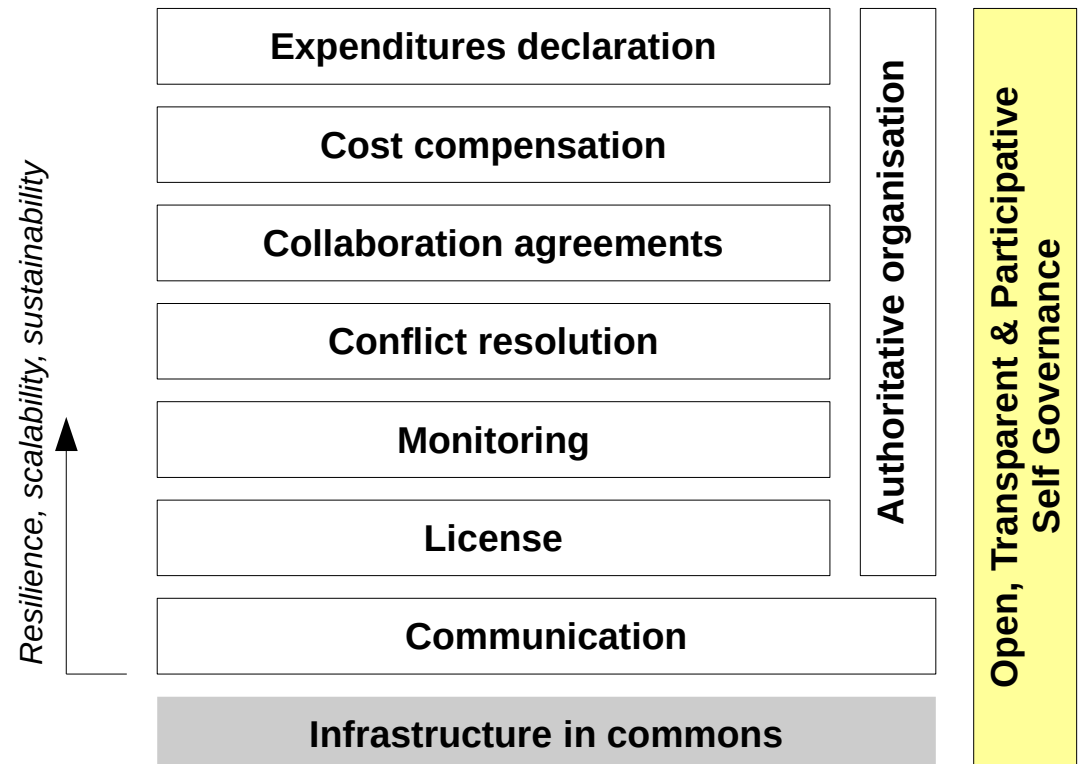 Expenditures declaration
Cost compensation
Collaboration agreements
Conflict resolution
Monitoring
License
Communication
Infrastructure in commons
Authoritative organisation
Open, Transparent & Participative
Self Governance
Resilience, scalability, sustainability